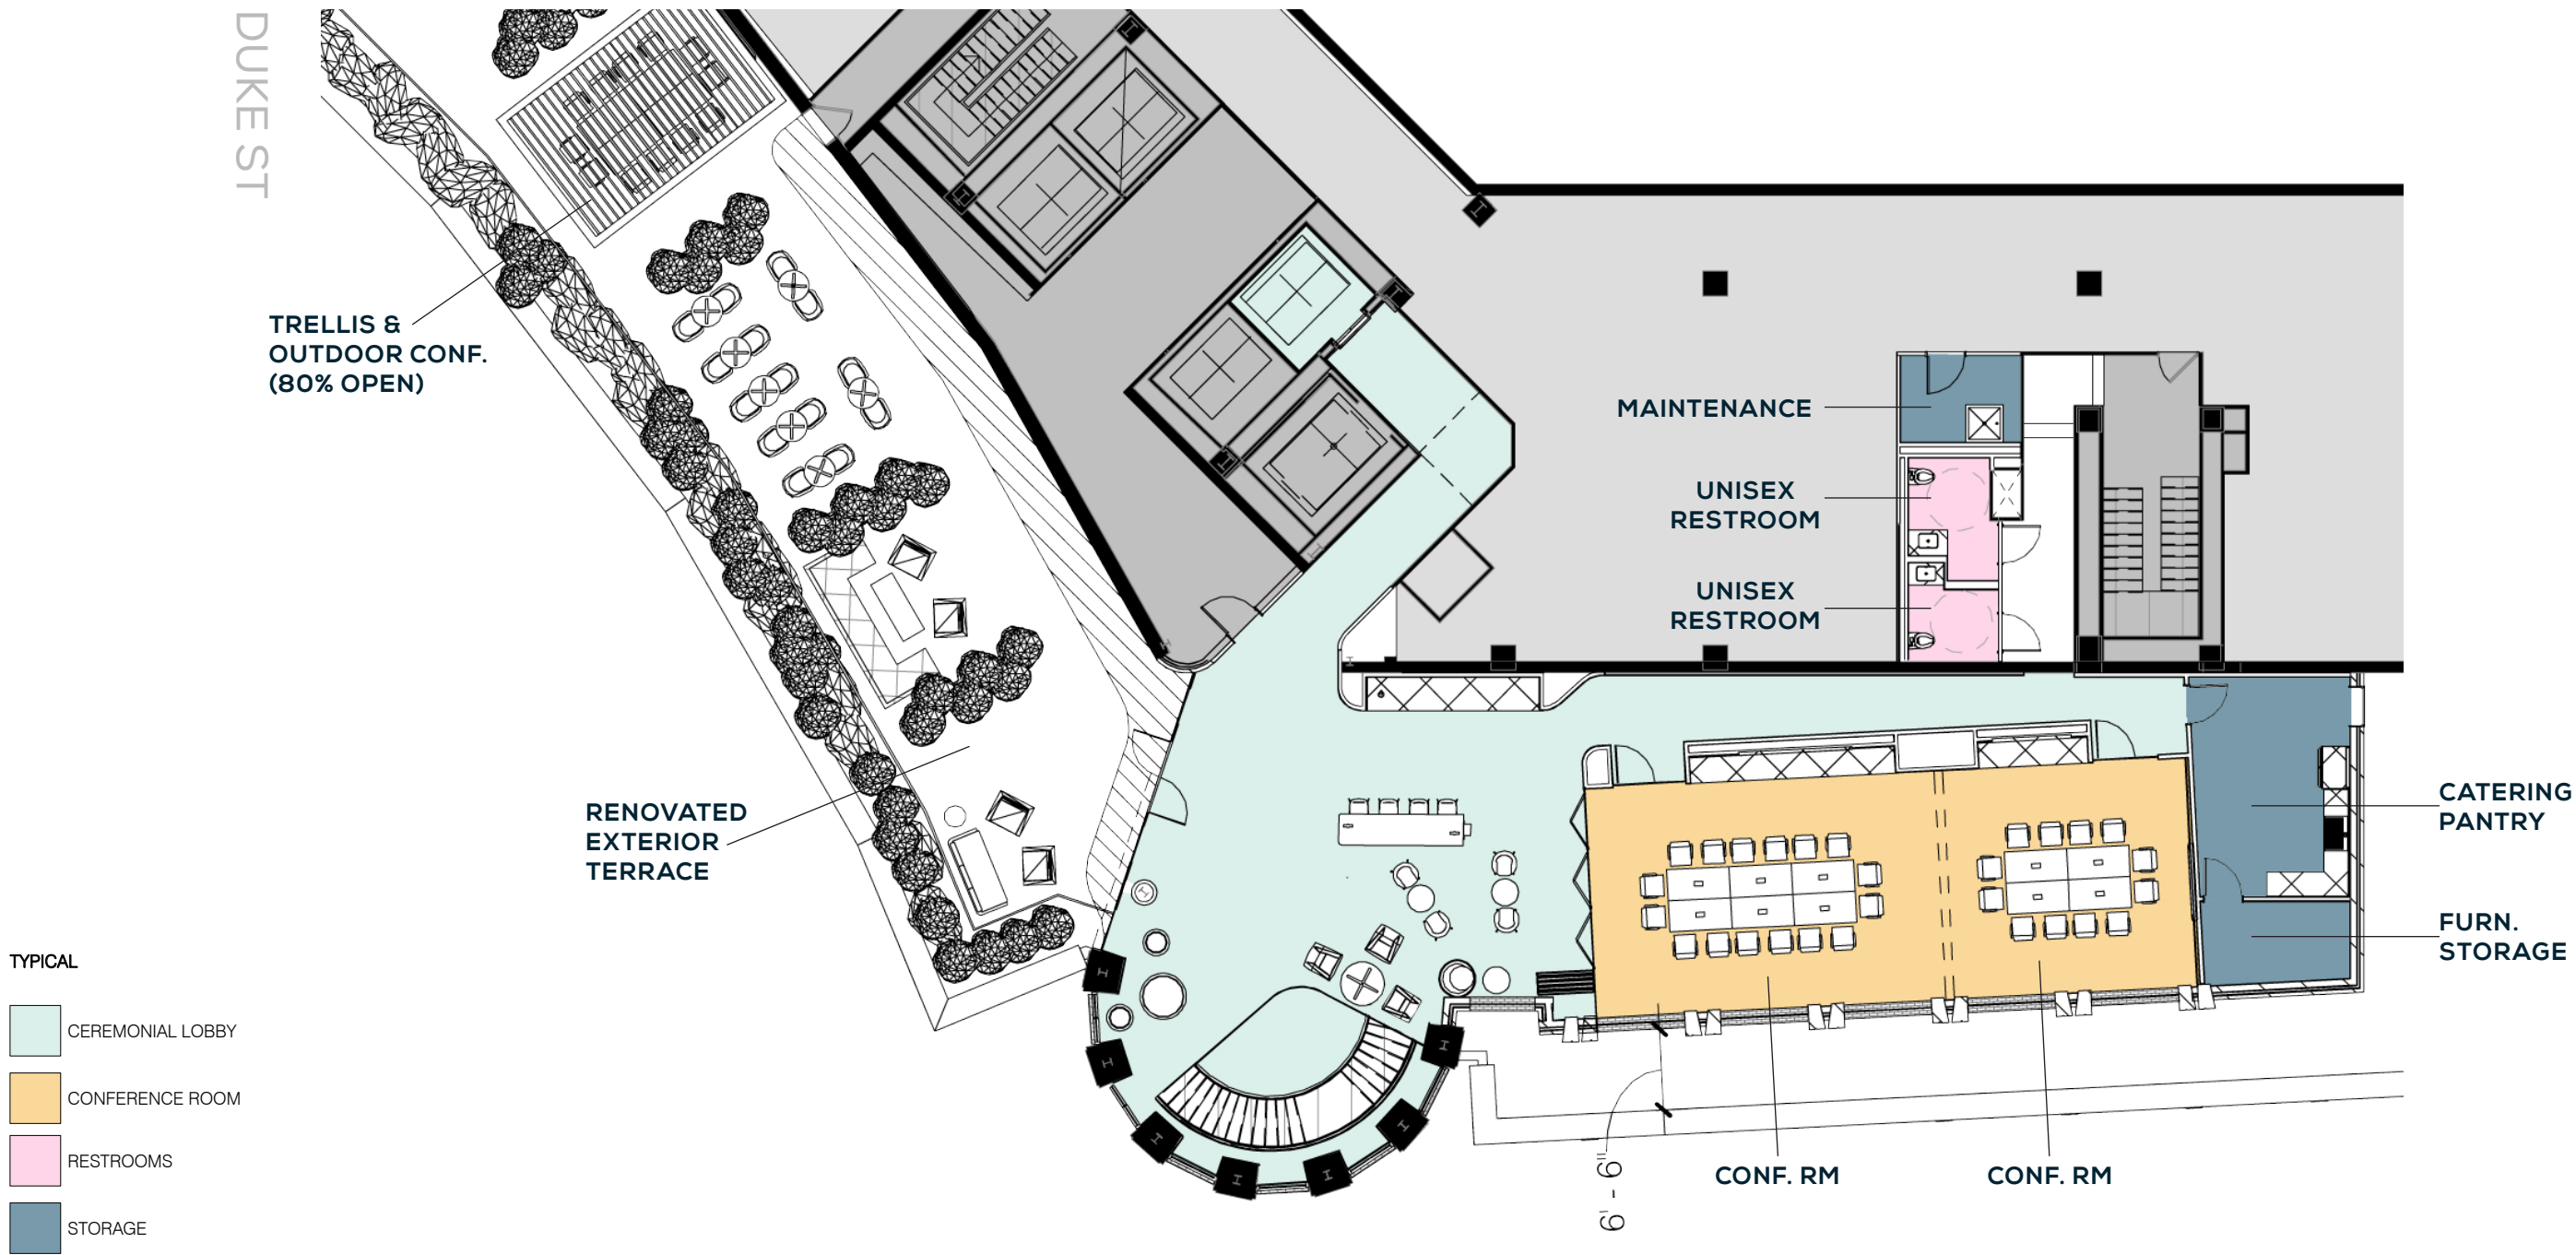 DUKE ST
TRELLIS &
OUTDOOR CONF.
(80% OPEN)
MAINTENANCE
UNISEX
RESTROOM
UNISEX
RESTROOM
RENOVATED
EXTERIOR
TERRACE
CATERING
PANTRY
FURN.
STORAGE
CONF. RM
CONF. RM
9' - 9"
TYPICAL
CEREMONIAL LOBBY
CONFERENCE ROOM
RESTROOMS
STORAGE